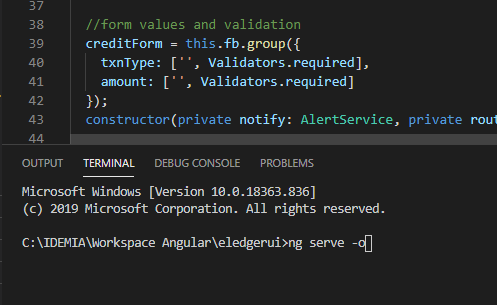 37
38 //form values and validation
39 creditForm = this.fb.group({
40 txnType: ['', Validators.required],
41 amount: ['', Validators.required]
42 });
43 constructor(private notify: AlertService, private rout
44
OUTPUT TERMINAL DEBUG CONSOLE PROBLEMS
Microsoft Windows [Version 10.0.18363.836]
(c) 2019 Microsoft Corporation. All rights reserved.
C:\IDEMIA\Workspace Angular\eledgerui>ng serve -o